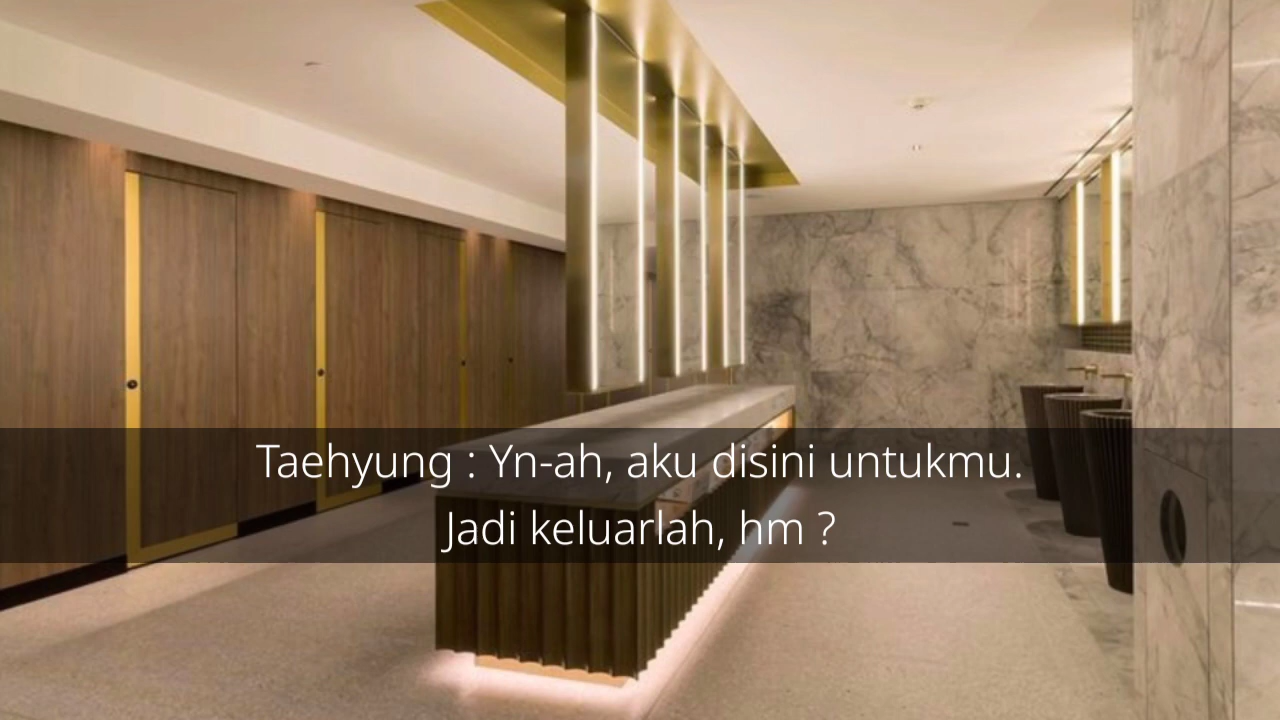 Taehyung : Yn-ah, aku disini untukmu.
Jadi keluarlah, hm ?